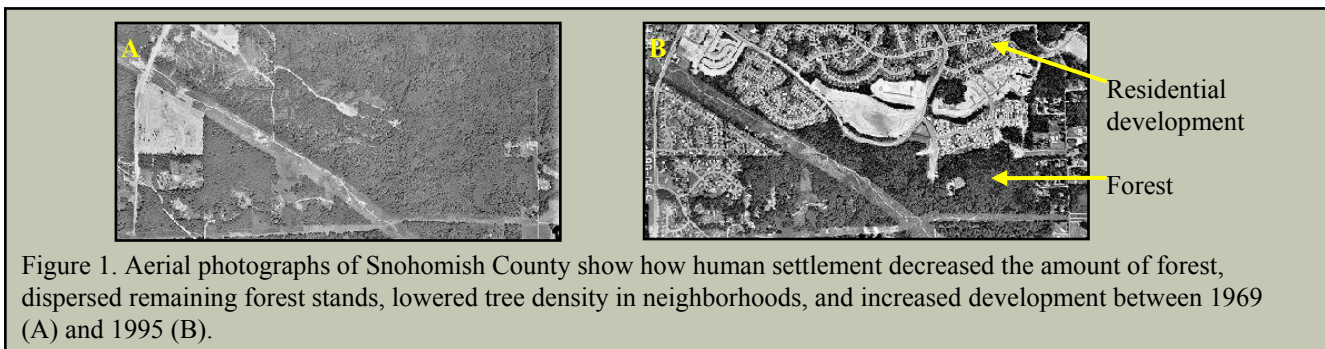 A
B
Residential
development
Forest
Figure 1. Aerial photographs of Snohomish County show how human settlement decreased the amount of forest,
dispersed remaining forest stands, lowered tree density in neighborhoods, and increased development between 1969
(A) and 1995 (B).